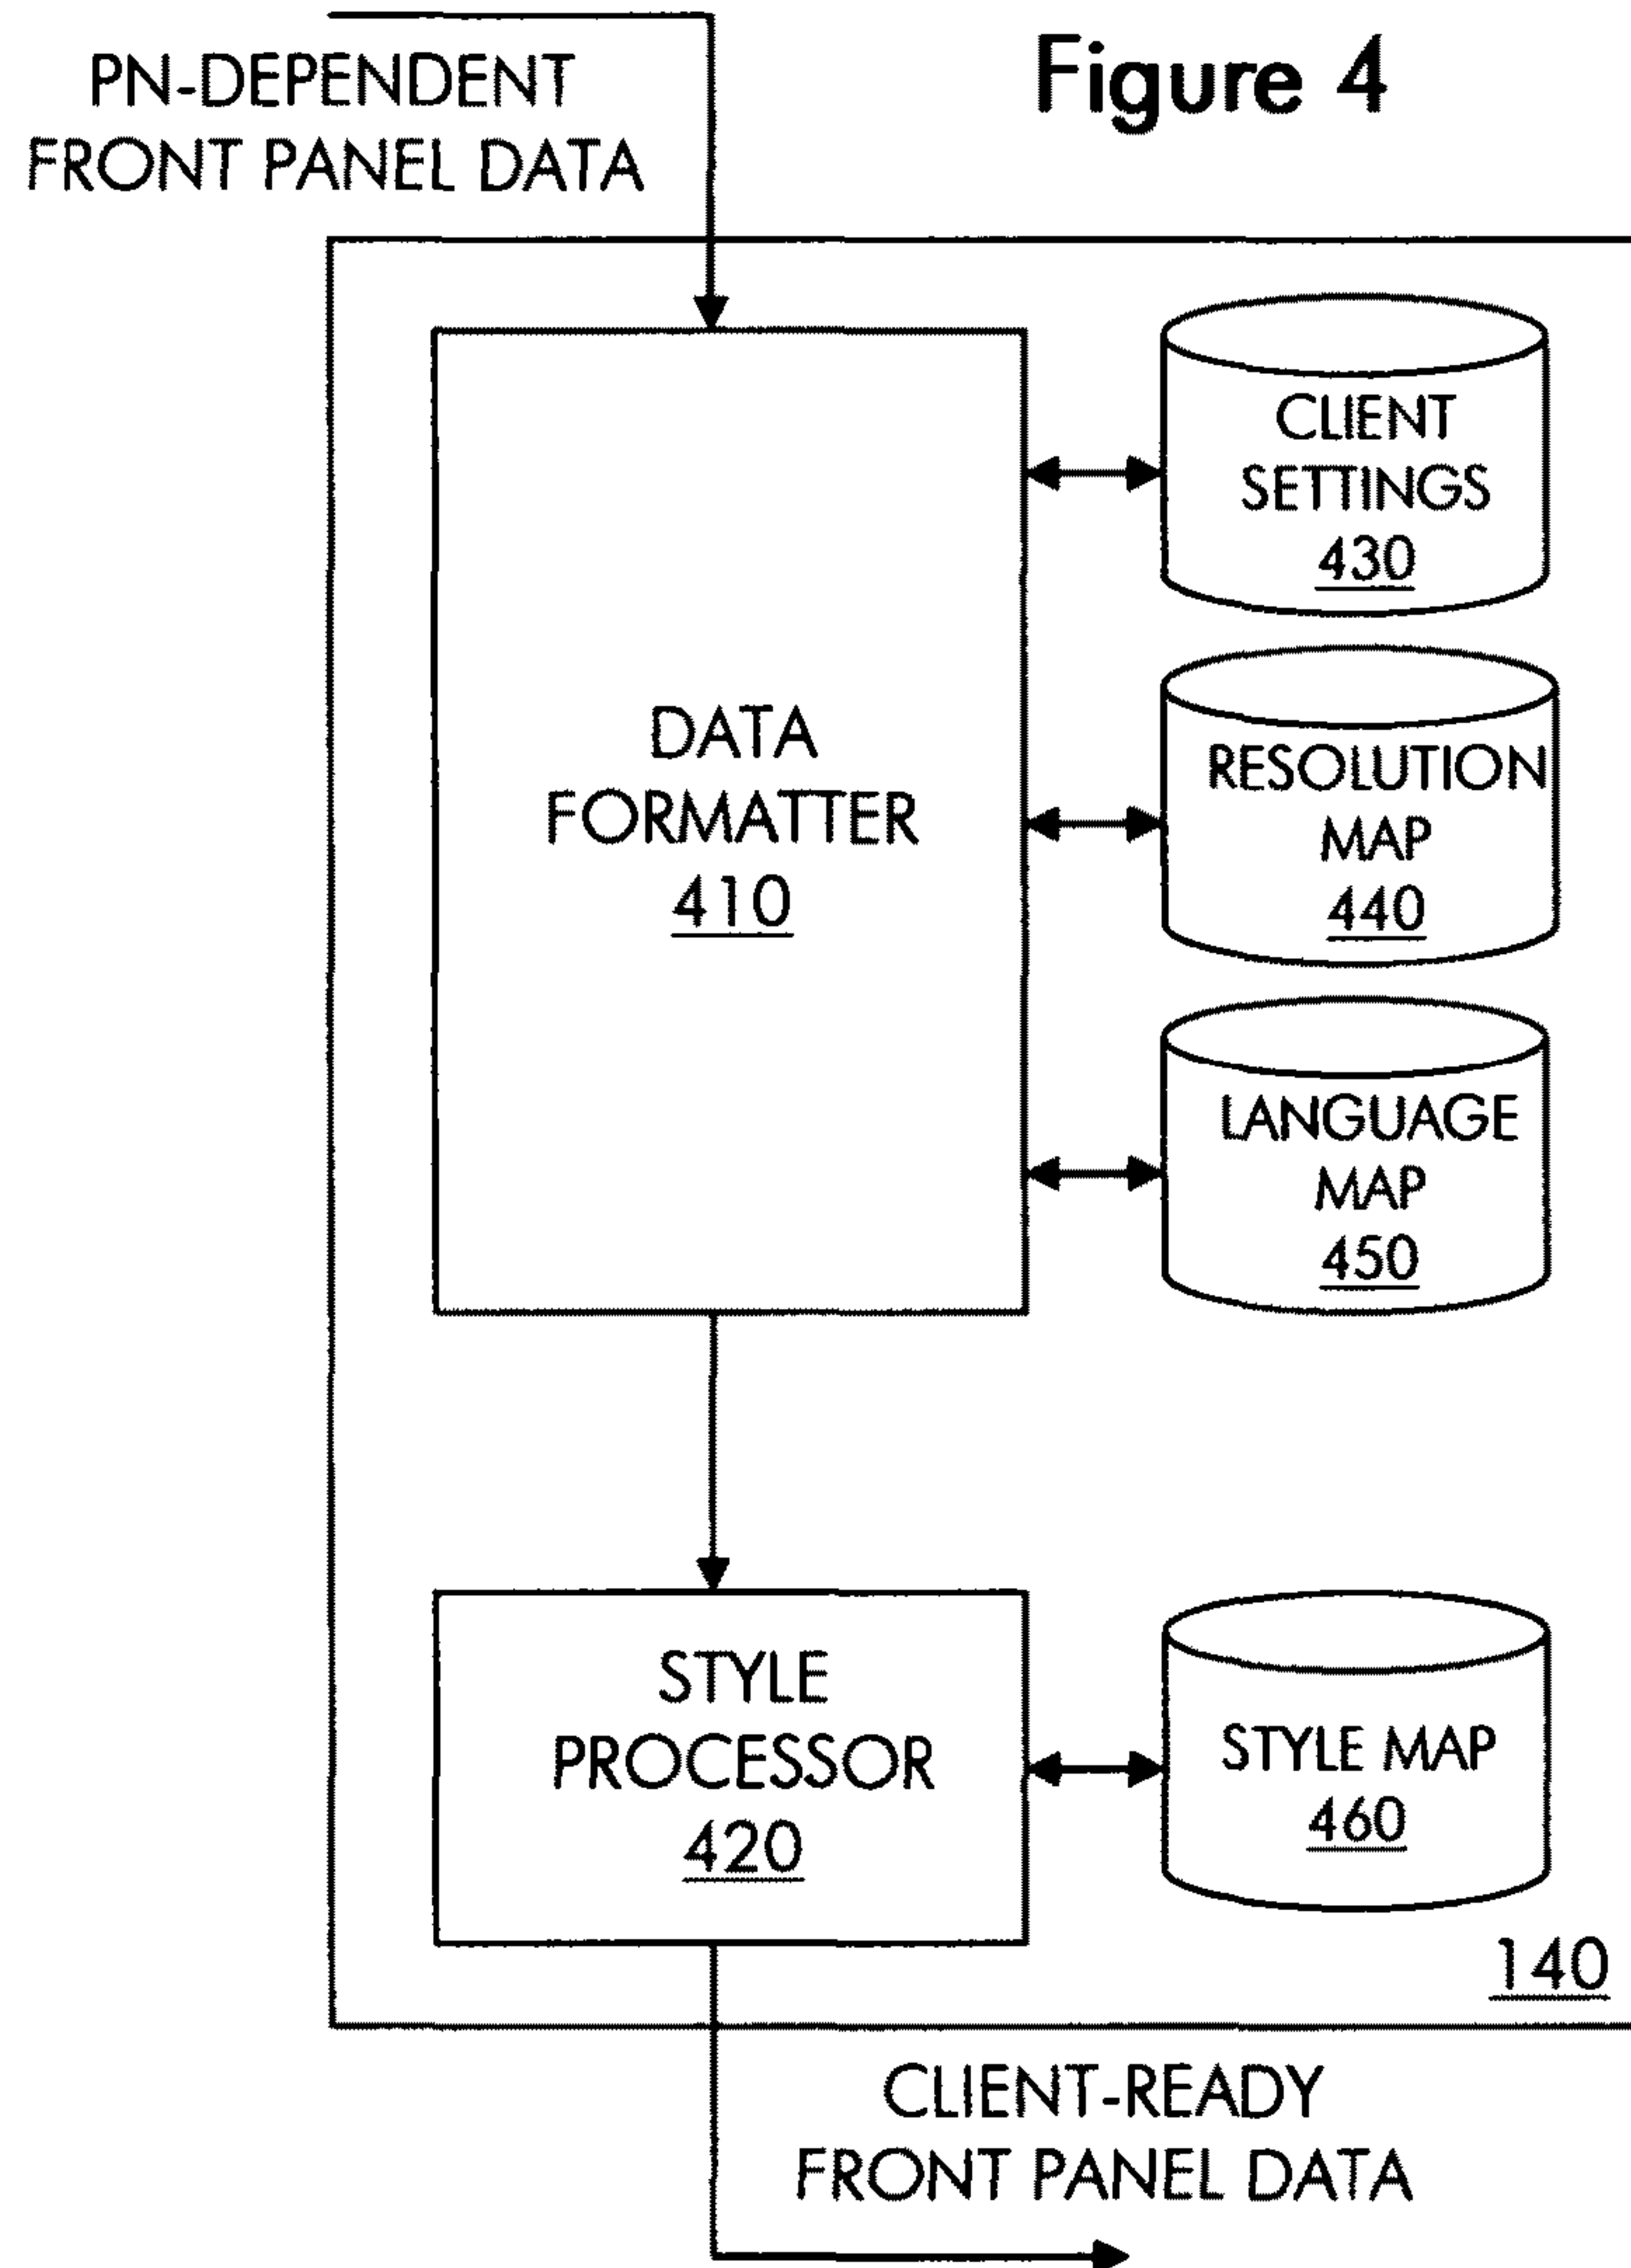 Figure 4
PN-DEPENDENT
FRONT PANEL DATA
CLIENT
SETTINGS
430
DATA
FORMATTER
410
RESOLUTION
MAP
440
LANGUAGE
MAP
450
STYLE
PROCESSOR
420
STYLE MAP
460
140
CLIENT-READY
FRONT PANEL DATA